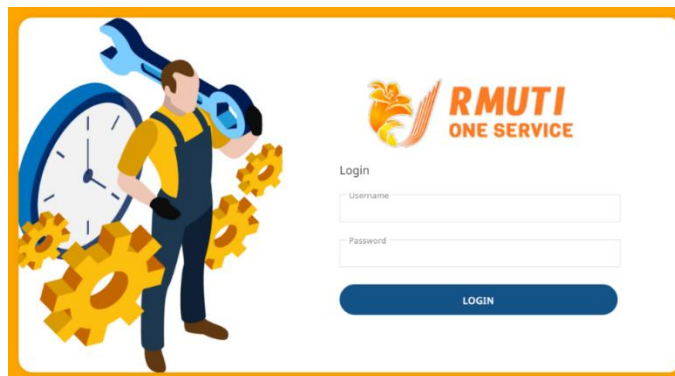 RMUTI
ONE SERVICE
Login
Username
Password
LOGIN